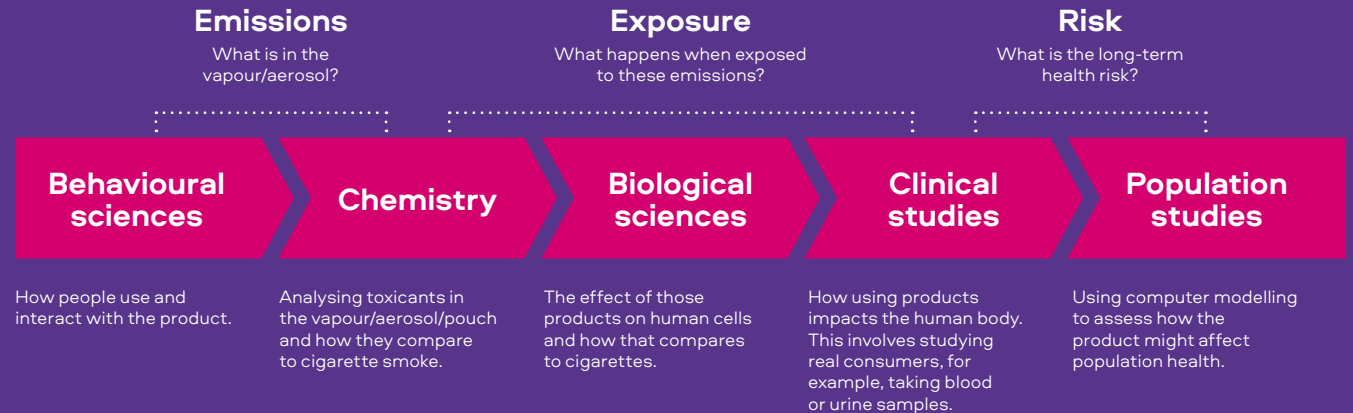 Emissions
What is in the
vapour/aerosol?
Exposure
What happens when exposed
to these emissions?
Risk
What is the long-term
health risk?
Behavioural
sciences
Chemistry
Biological
sciences
Clinical
studies
Population
studies
How people use and
interact with the product.
Analysing toxicants in
the vapour/aerosol/pouch
and how they compare
to cigarette smoke.
The effect of those
products on human cells
and how that compares
to cigarettes.
How using products
impacts the human body.
This involves studying
real consumers, for
example, taking blood
or urine samples.
Using computer modelling
to assess how the
product might affect
population health.